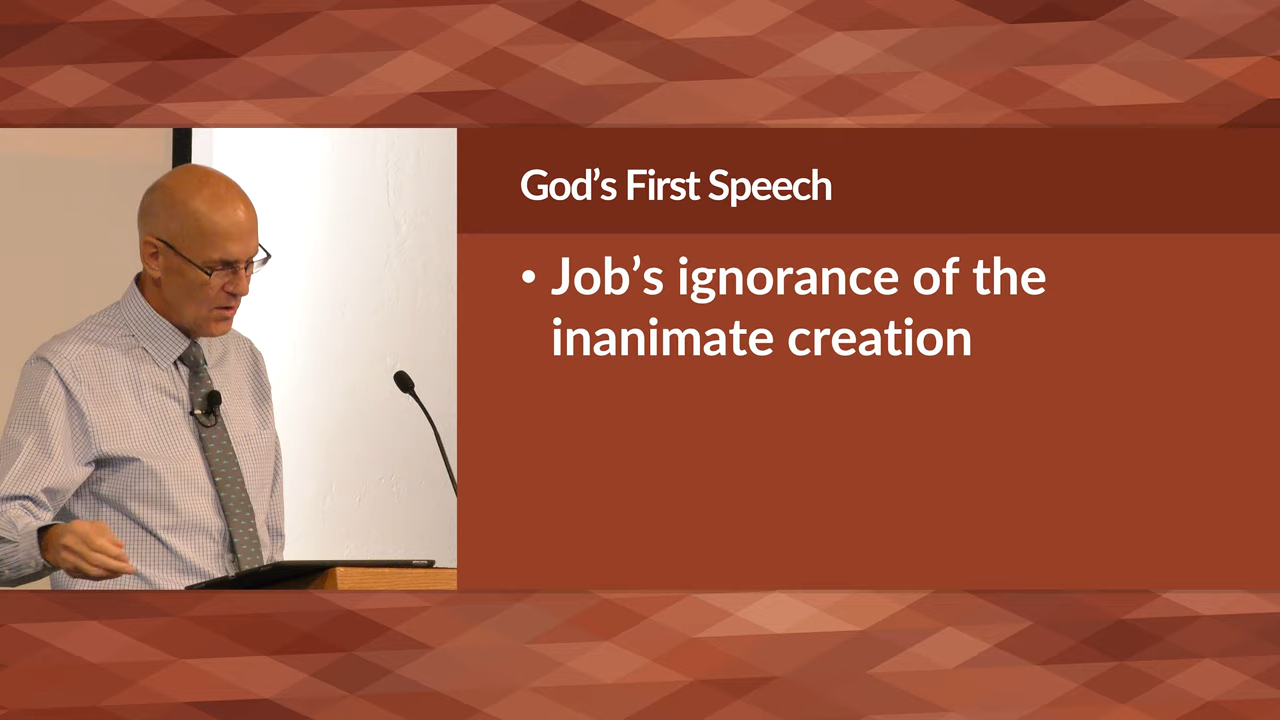 God’s First Speech
• Job’s ignorance of the
inanimate creation